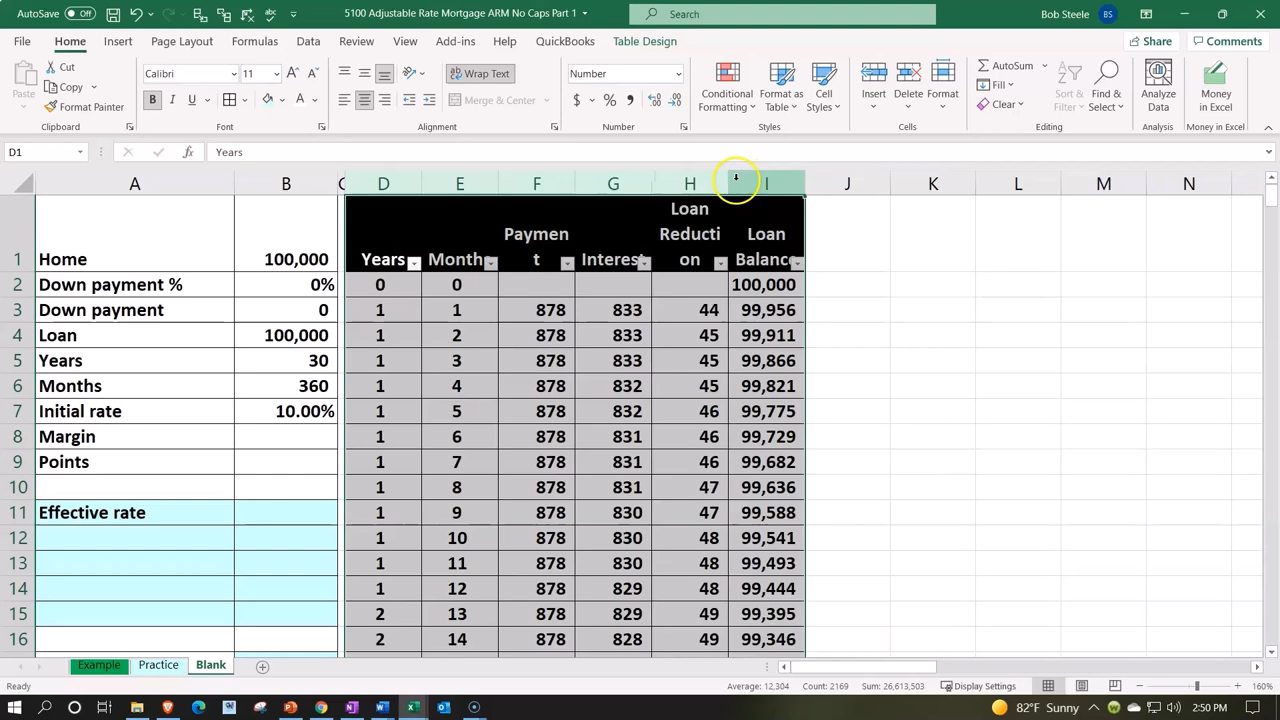 AutoSave Off 5100 Adjustable Rate Mortgage ARM No Caps Part 1 Search Bob Steele BS
File Home Insert Page Layout Formulas Data Review View Add-ins Help QuickBooks Table Design Share Comments
Paste Cut Copy Format Painter Clipboard
Calibri 11 B I U A Font
Wrap Text Merge & Center Alignment
Number $ % Number
Conditional Formatting Format as Table Cell Styles Styles
Insert Delete Format Cells
AutoSum Fill Clear Sort & Filter Find & Select Editing
Analyze Data Analysis
Money in Excel Money in Excel
D1 fx Years
A B C D E F G H I J K L M N
1 Home 100,000 Years Month Paymen t Interest Loan Reducti on Loan Balance
2 Down payment % 0% 0 0 100,000
3 Down payment 0 1 1 878 833 44 99,956
4 Loan 100,000 1 2 878 833 45 99,911
5 Years 30 1 3 878 833 45 99,866
6 Months 360 1 4 878 832 45 99,821
7 Initial rate 10.00% 1 5 878 832 46 99,775
8 Margin 1 6 878 831 46 99,729
9 Points 1 7 878 831 46 99,682
10 1 8 878 831 47 99,636
11 Effective rate 1 9 878 830 47 99,588
12 1 10 878 830 48 99,541
13 1 11 878 830 48 99,493
14 1 12 878 829 48 99,444
15 2 13 878 829 49 99,395
16 2 14 878 828 49 99,346
Example Practice Blank
Ready Average: 12,304 Count: 2169 Sum: 26,613,503 Display Settings 160%
82°F Sunny 2:50 PM